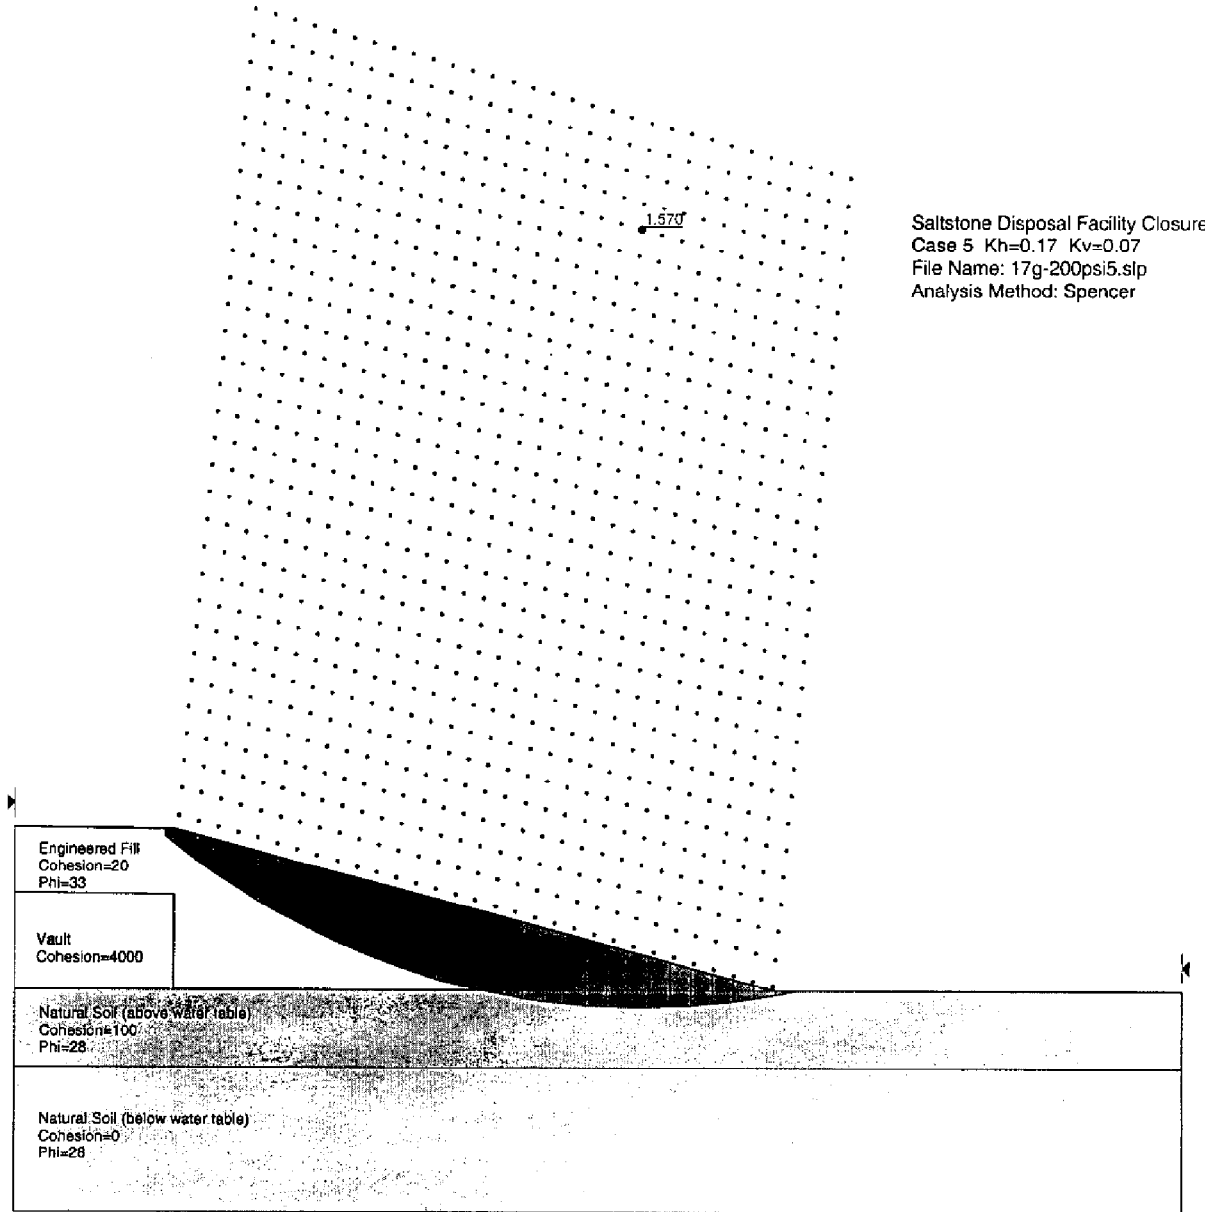 1.570
Saltstone Disposal Facility Closure
Case 5 Kh=0.17 Kv=0.07
File Name: 17g-200psi5.slp
Analysis Method: Spencer
Engineered Fill
Cohesion=20
Phi=33
Vault
Cohesion=4000
Natural Soil (above water table)
Cohesion=100
Phi=28
Natural Soil (below water table)
Cohesion=0
Phi=28